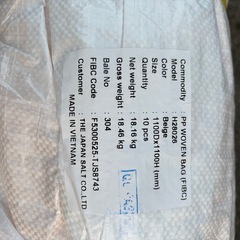 Commodity : PP WOVEN BAG (FIBC)
Model : H28026
Color : Beige
Size : 1100Dx1100H (mm)
Quantity : 10 pcs
Net weight : 18.16 kg
Gross weight : 18.46 kg
Bale No : 304
FIBC Code : F5300525-TJS8743
Customer : THE JAPAN SALT CO.,LTD
MADE IN VIETNAM